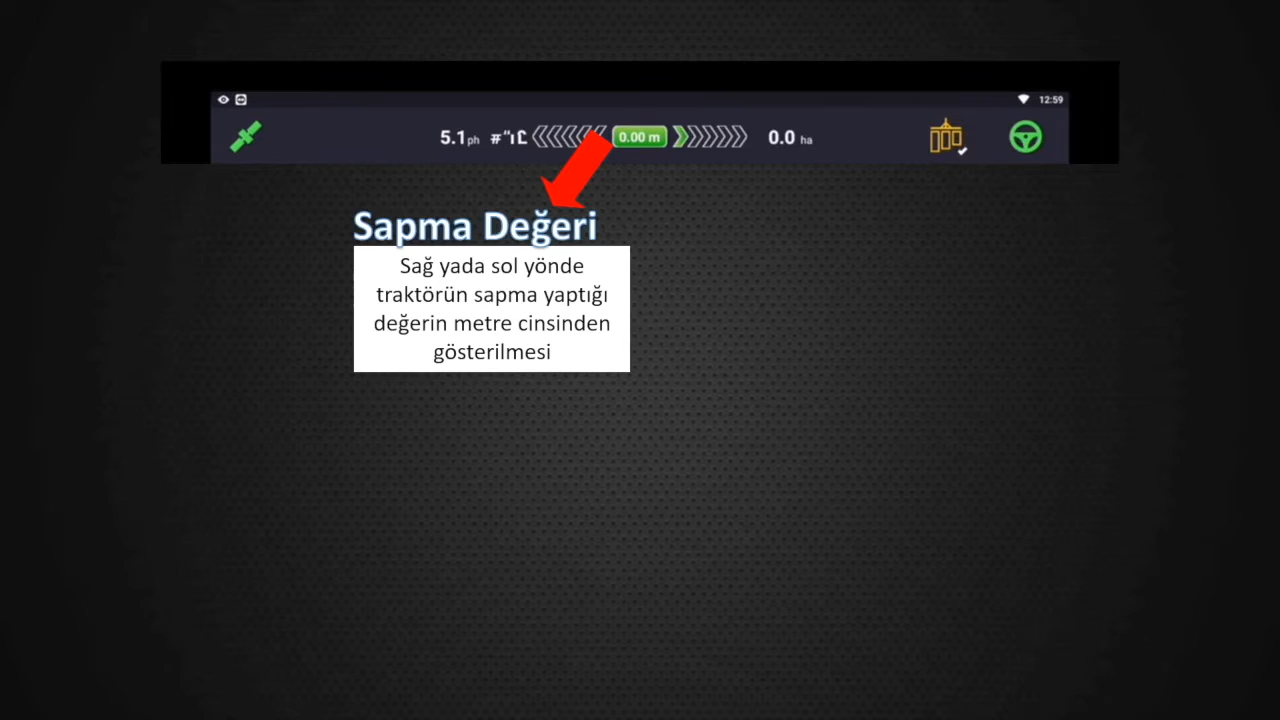 12:59
5.1 ph
0.00 m
0.0 ha
Sapma Değeri
Sağ yada sol yönde
traktörün sapma yaptığı
değerin metre cinsinden
gösterilmesi